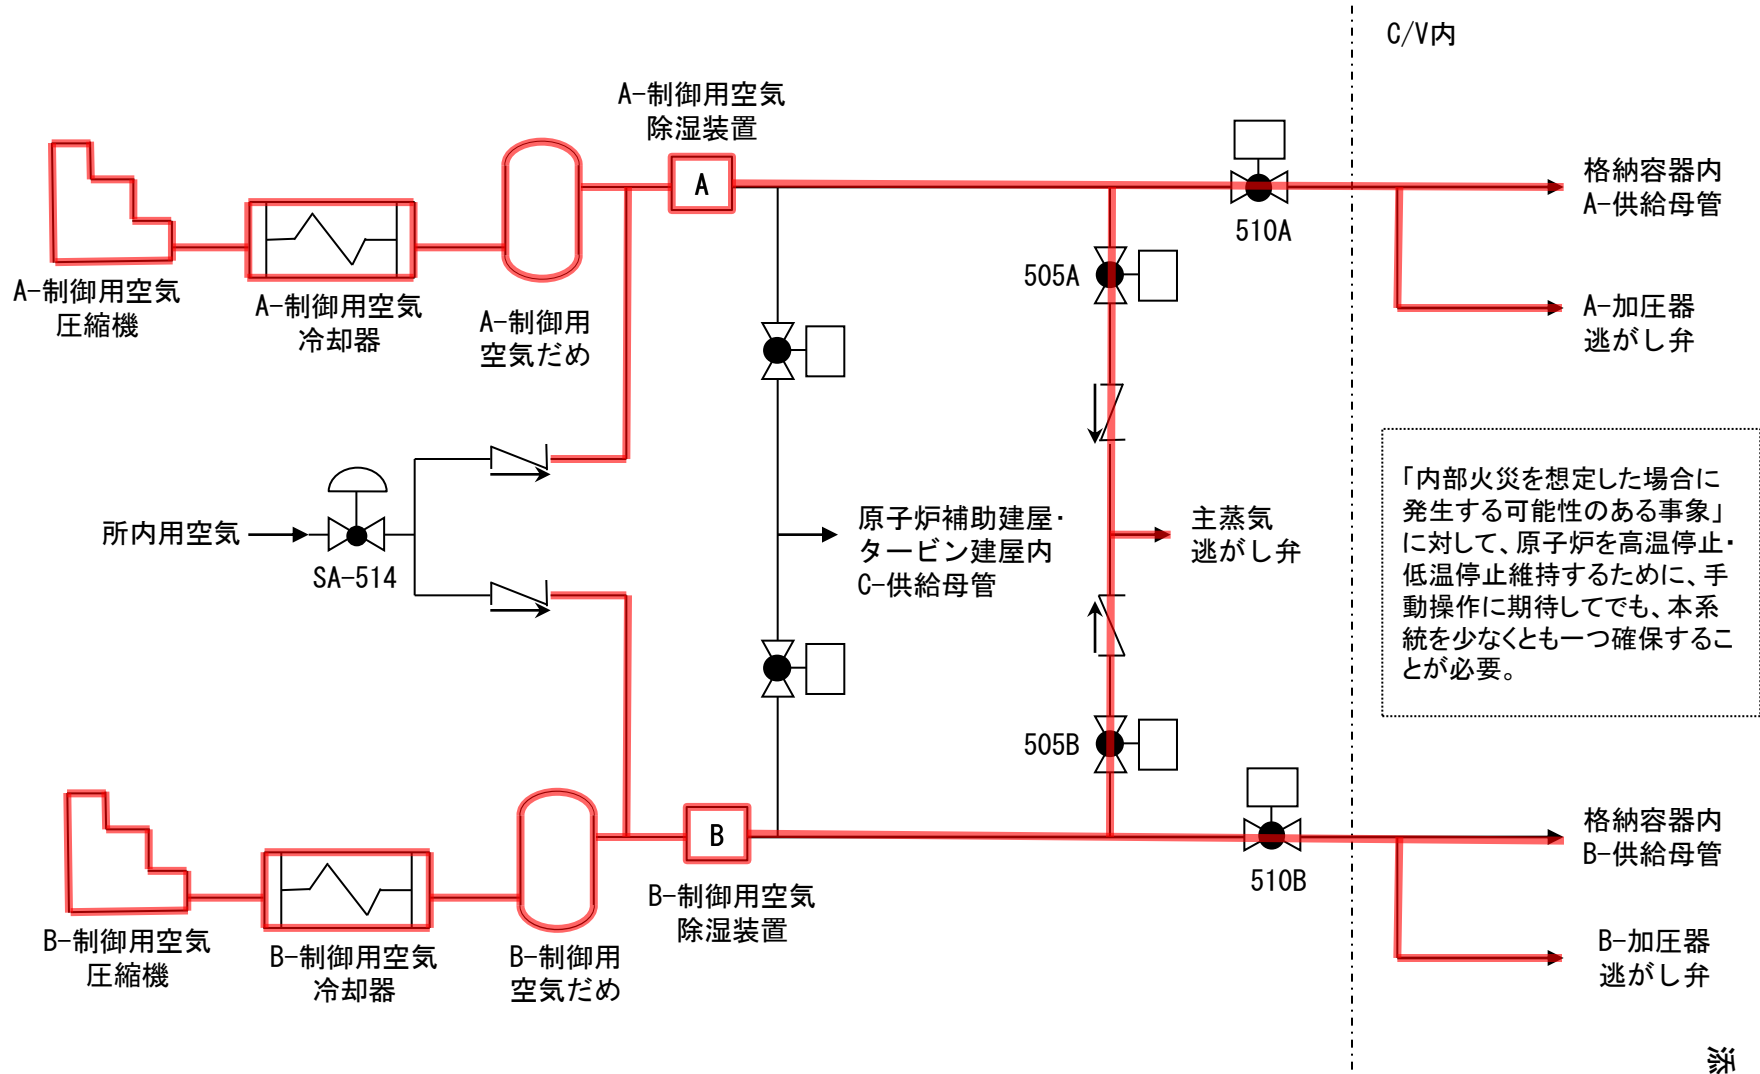 C/V内
A-制御用空気
除湿装置
A
510A
格納容器内
A-供給母管
A-加圧器
逃がし弁
505A
A-制御用空気
圧縮機
A-制御用空気
冷却器
A-制御用
空気だめ
「内部火災を想定した場合に
発生する可能性のある事象」
に対して、原子炉を高温停止・
低温停止維持するために、手
動操作に期待してでも、本系
統を少なくとも一つ確保するこ
とが必要。
所内用空気
SA-514
原子炉補助建屋・
タービン建屋内
C-供給母管
主蒸気
逃がし弁
505B
B
510B
格納容器内
B-供給母管
B-加圧器
逃がし弁
B-制御用空気
除湿装置
B-制御用空気
圧縮機
B-制御用空気
冷却器
B-制御用
空気だめ
添